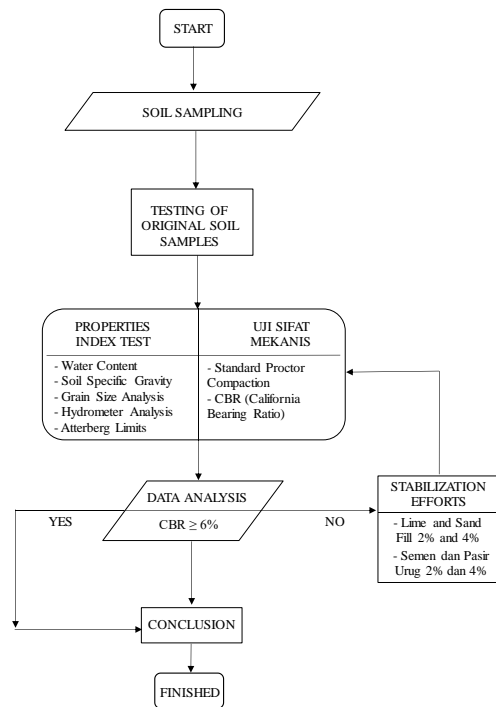 START
SOIL SAMPLING
TESTING OF
ORIGINAL SOIL
SAMPLES
PROPERTIES
INDEX TEST
- Water Content
- Soil Specific Gravity
- Grain Size Analysis
- Hydrometer Analysis
- Atterberg Limits
UJI SIFAT
MEKANIS
- Standard Proctor
Compaction
- CBR (California
Bearing Ratio)
DATA ANALYSIS
CBR ≥ 6%
YES
NO
STABILIZATION
EFFORTS
- Lime and Sand
Fill 2% and 4%
- Semen dan Pasir
Urug 2% dan 4%
CONCLUSION
FINISHED